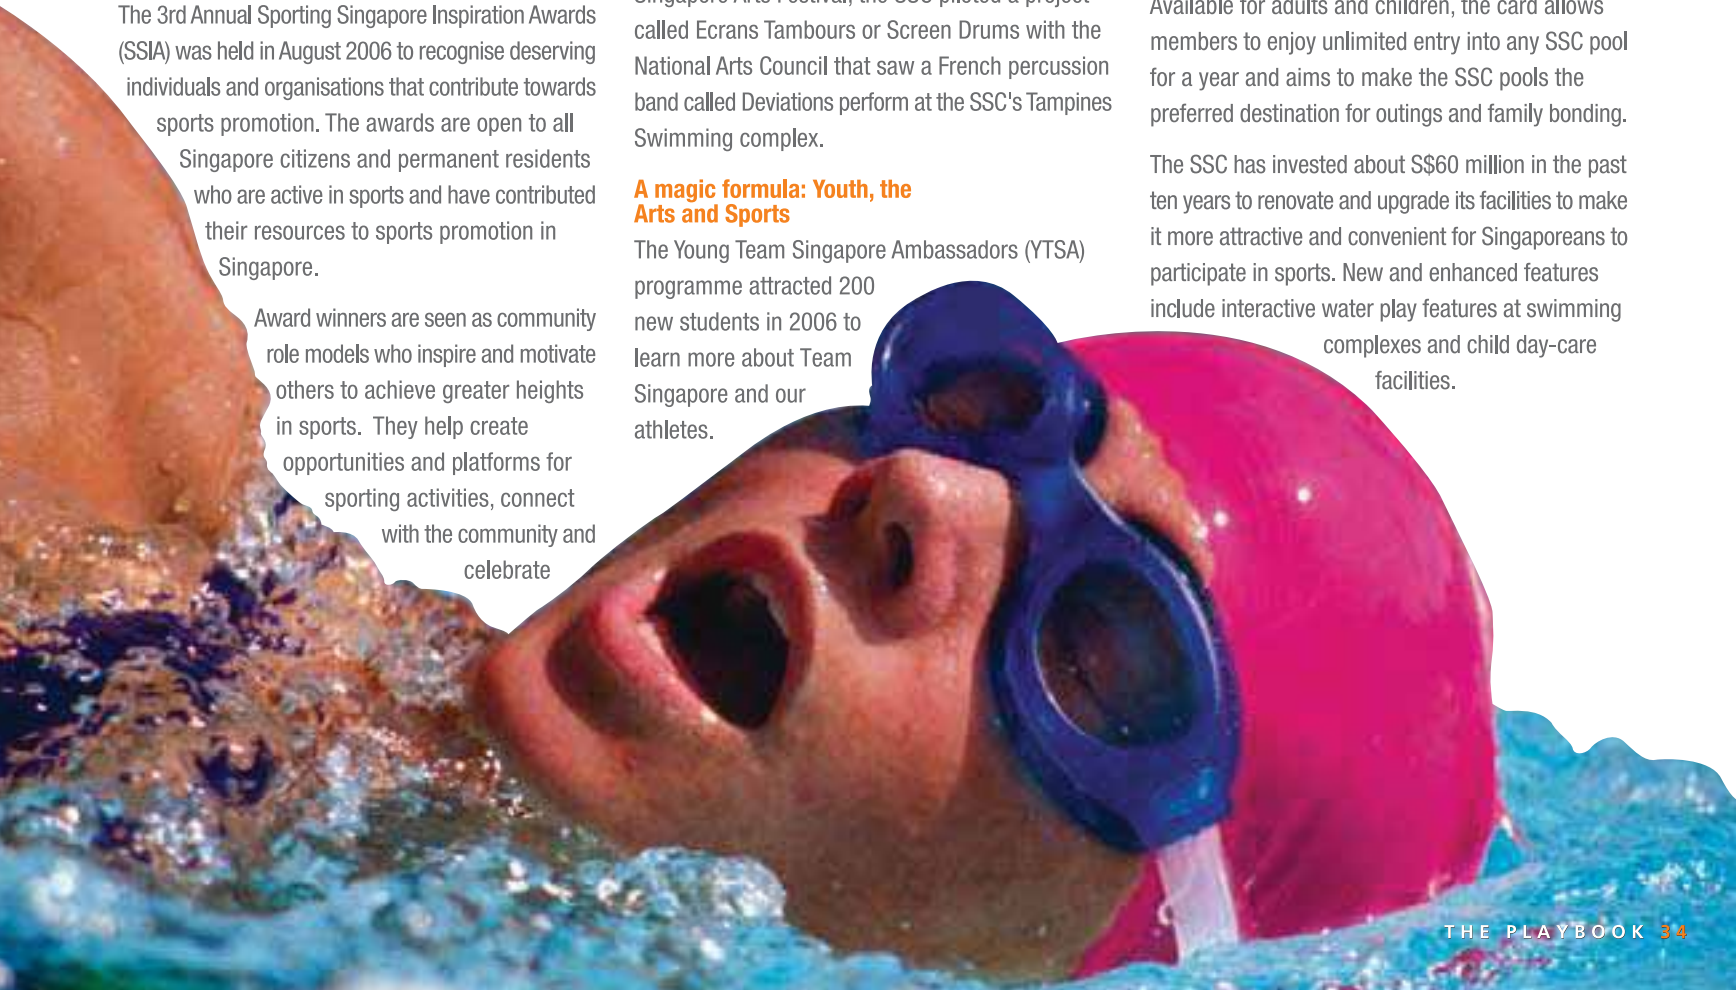 The 3rd Annual Sporting Singapore Inspiration Awards
(SSIA) was held in August 2006 to recognise deserving
individuals and organisations that contribute towards
sports promotion. The awards are open to all
Singapore citizens and permanent residents
who are active in sports and have contributed
their resources to sports promotion in
Singapore.
Award winners are seen as community
role models who inspire and motivate
others to achieve greater heights
in sports. They help create
opportunities and platforms for
sporting activities, connect
with the community and
celebrate
Singapore Arts Festival, the SSC piloted a project
called Ecrans Tambours or Screen Drums with the
National Arts Council that saw a French percussion
band called Deviations perform at the SSC's Tampines
Swimming complex.
A magic formula: Youth, the
Arts and Sports
The Young Team Singapore Ambassadors (YTSA)
programme attracted 200
new students in 2006 to
learn more about Team
Singapore and our
athletes.
Available for adults and children, the card allows
members to enjoy unlimited entry into any SSC pool
for a year and aims to make the SSC pools the
preferred destination for outings and family bonding.
The SSC has invested about S$60 million in the past
ten years to renovate and upgrade its facilities to make
it more attractive and convenient for Singaporeans to
participate in sports. New and enhanced features
include interactive water play features at swimming
complexes and child day-care
facilities.
THE PLAYBOOK 34